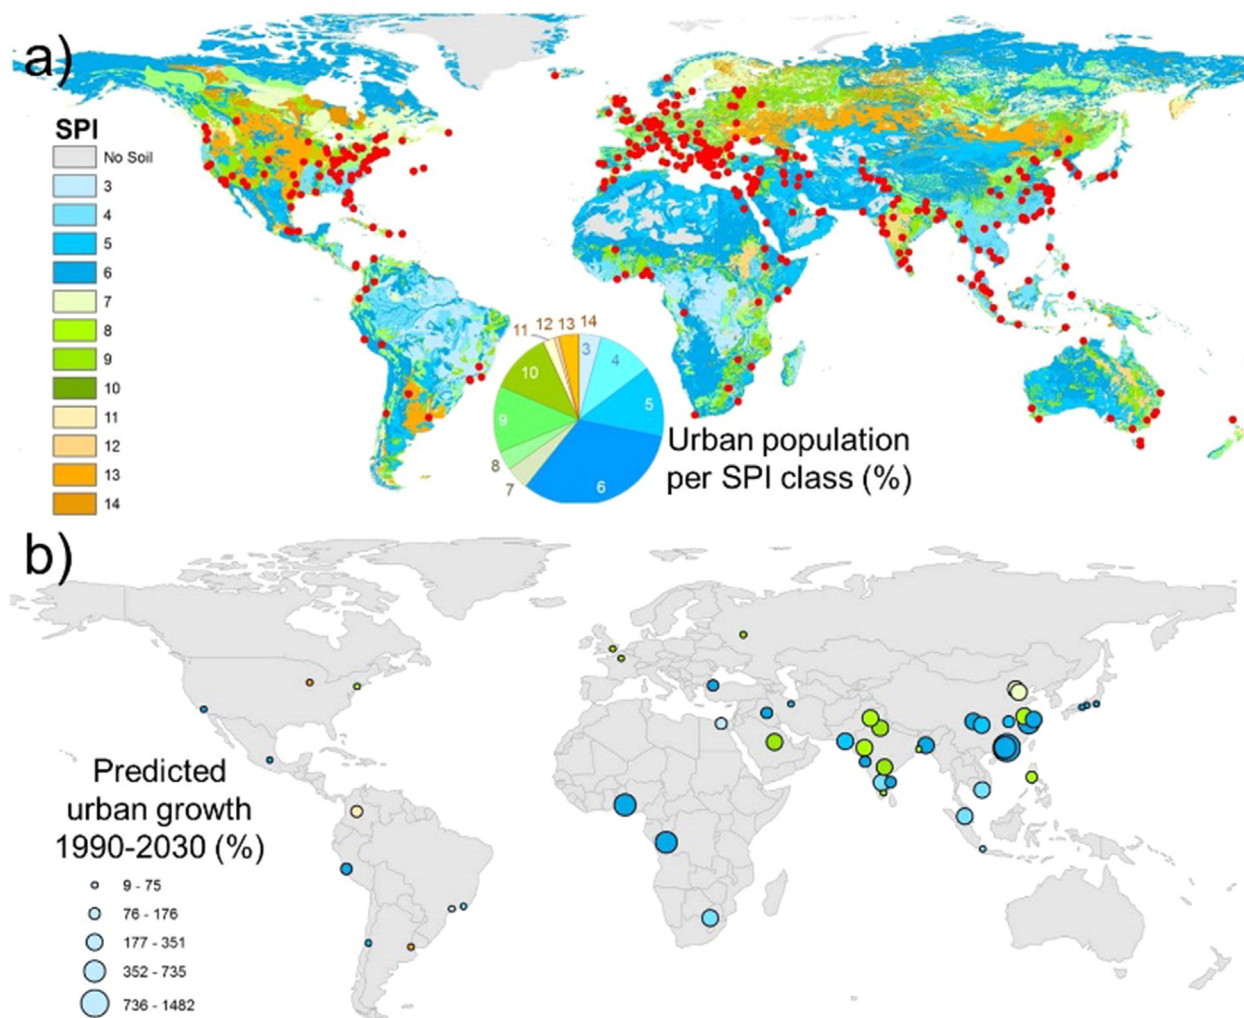 a)
SPI
No Soil
3
4
5
6
7
8
9
10
11
12
13
14
11 12 13 14
3
4
5
6
7
8
9
10
Urban population
per SPI class (%)
b)
Predicted
urban growth
1990-2030 (%)
9 - 75
76 - 176
177 - 351
352 - 735
736 - 1482